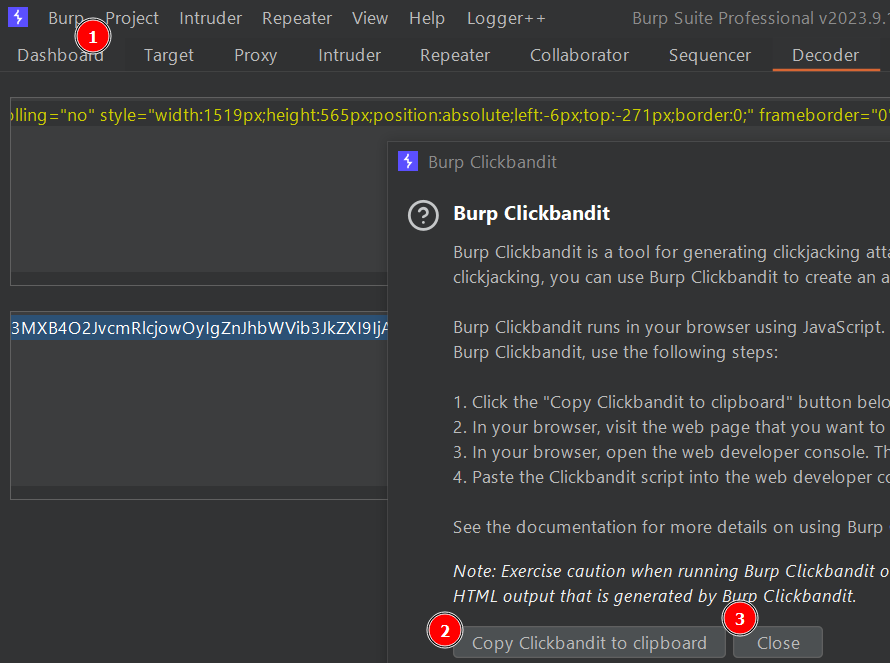 Burp Project Intruder Repeater View Help Logger++ Burp Suite Professional v2023.9.
1
Dashboard Target Proxy Intruder Repeater Collaborator Sequencer Decoder
olling="no" style="width:1519px;height:565px;position:absolute;left:-6px;top:-271px;border:0;" frameborder="0"
Burp Clickbandit
Burp Clickbandit
Burp Clickbandit is a tool for generating clickjacking atta
clickjacking, you can use Burp Clickbandit to create an a
3MXB4O2JvcmRlcjowOyIgZnJhbWVib3JkZXI9IjA
Burp Clickbandit runs in your browser using JavaScript.
Burp Clickbandit, use the following steps:
1. Click the "Copy Clickbandit to clipboard" button belo
2. In your browser, visit the web page that you want to
3. In your browser, open the web developer console. Th
4. Paste the Clickbandit script into the web developer co
See the documentation for more details on using Burp
Note: Exercise caution when running Burp Clickbandit o
HTML output that is generated by Burp Clickbandit.
2 Copy Clickbandit to clipboard 3 Close